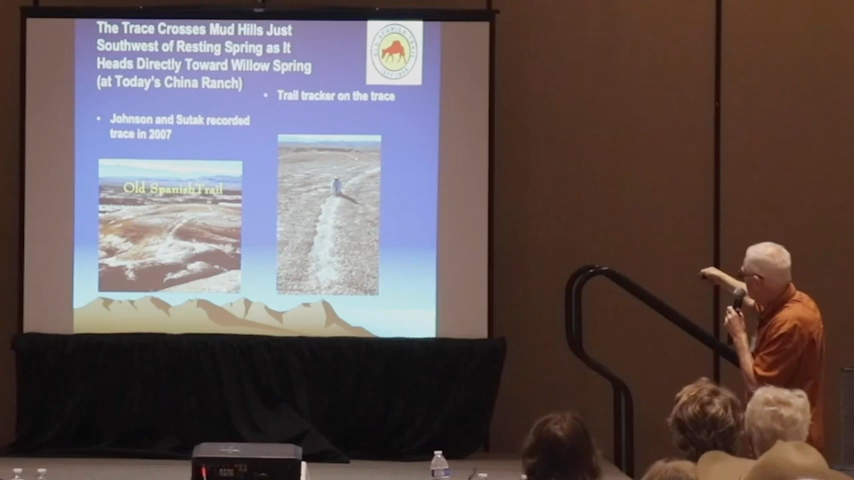 The Trace Crosses Mud Hills Just
Southwest of Resting Spring as It
Heads Directly Toward Willow Spring
(at Today's China Ranch)
• Trail tracker on the trace
• Johnson and Sutak recorded
trace in 2007
Old Spanish Trail